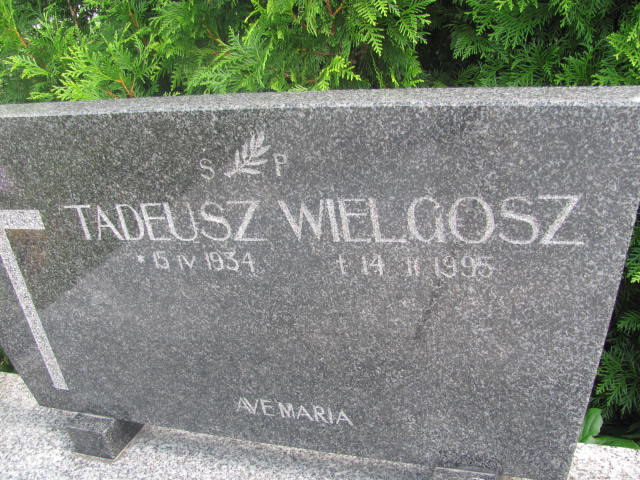 S P
TADEUSZ WIELGOSZ
* 15 IV 1934 † 14 II 1995
AVE MARIA